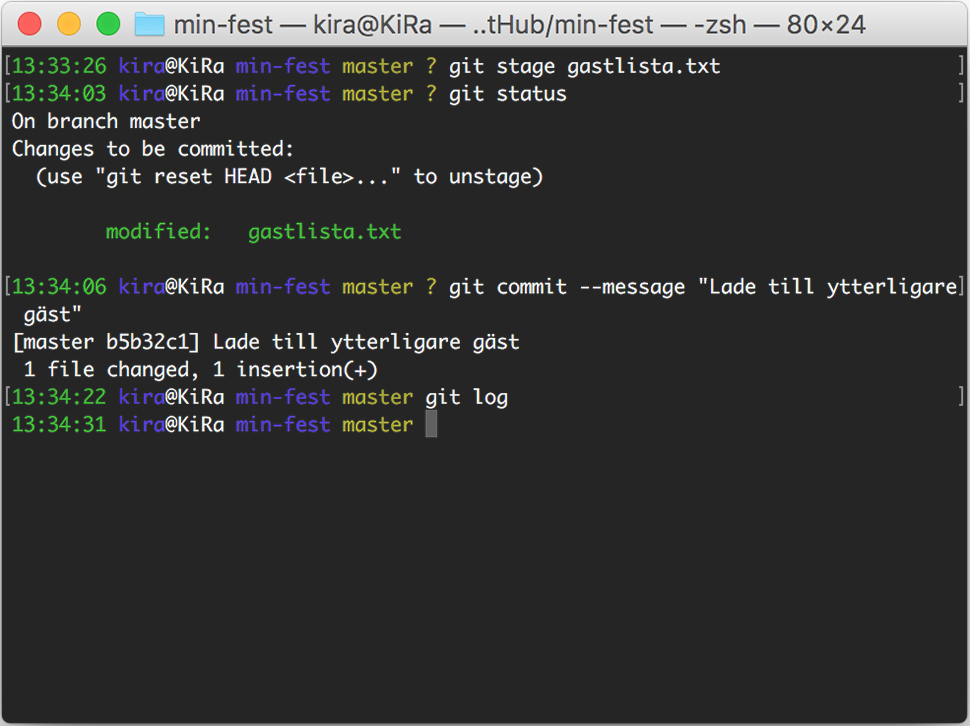 min-fest — kira@KiRa — ..tHub/min-fest — -zsh — 80×24
[13:33:26 kira@KiRa min-fest master ? git stage gastlista.txt ]
[13:34:03 kira@KiRa min-fest master ? git status ]
On branch master
Changes to be committed:
  (use "git reset HEAD <file>..." to unstage)
        modified:   gastlista.txt
[13:34:06 kira@KiRa min-fest master ? git commit --message "Lade till ytterligare]
 gäst"
[master b5b32c1] Lade till ytterligare gäst
 1 file changed, 1 insertion(+)
[13:34:22 kira@KiRa min-fest master git log ]
13:34:31 kira@KiRa min-fest master